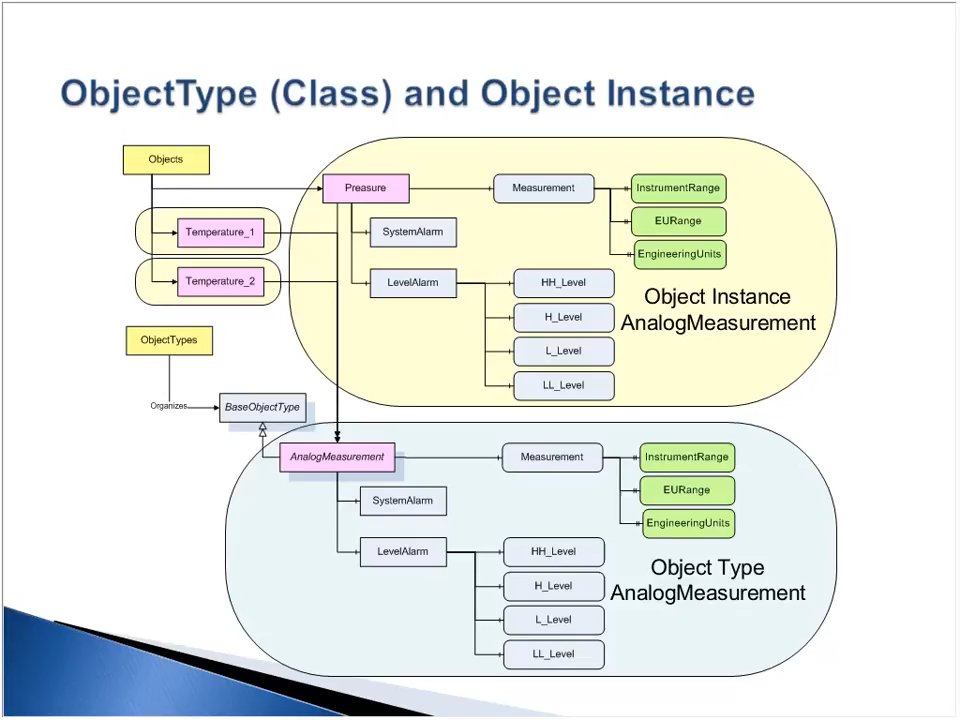 ObjectType (Class) and Object Instance
Objects
Preasure
Measurement
InstrumentRange
EURange
EngineeringUnits
Temperature_1
SystemAlarm
Temperature_2
LevelAlarm
HH_Level
H_Level
L_Level
LL_Level
Object Instance
AnalogMeasurement
ObjectTypes
Organizes
BaseObjectType
AnalogMeasurement
Measurement
InstrumentRange
EURange
EngineeringUnits
SystemAlarm
LevelAlarm
HH_Level
H_Level
L_Level
LL_Level
Object Type
AnalogMeasurement